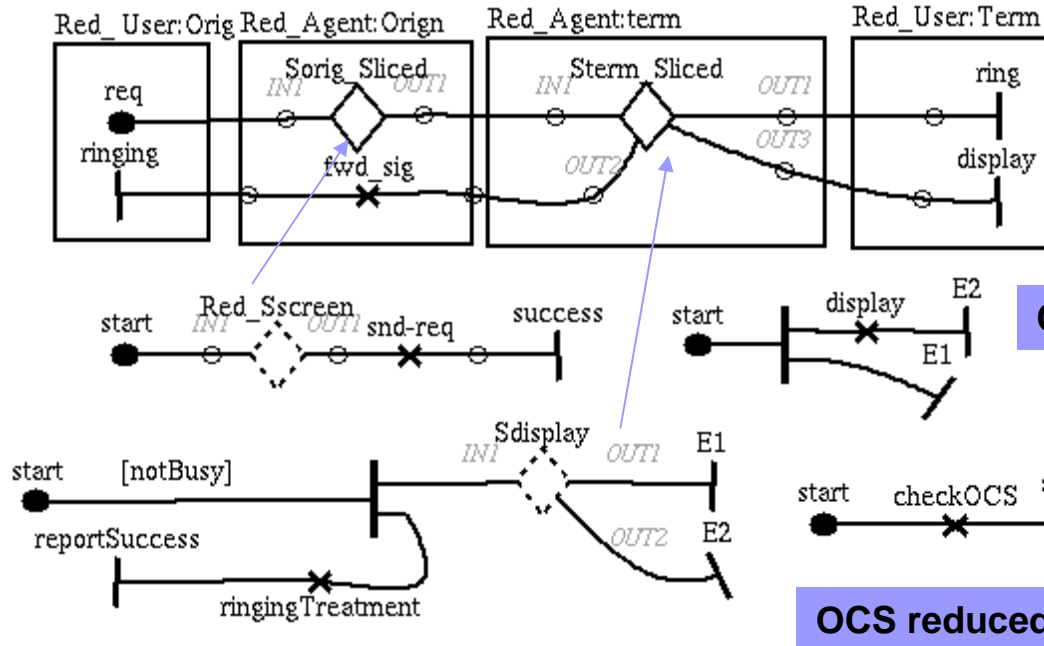 Red_User:Orig Red_Agent:Orign Red_Agent:term Red_User:Term
Sorig_Sliced Sterm_Sliced ring
req IN1 OUT1 IN1 OUT1
ringing fwd_sig OUT2 OUT3 display
Red_Sscreen display E2
start IN1 OUT1 snd-req success start E1
Sdisplay
start [notBusy] IN1 OUT1 E1
start checkOCS
reportSuccess OUT2 E2
ringingTreatment
OCS reduced